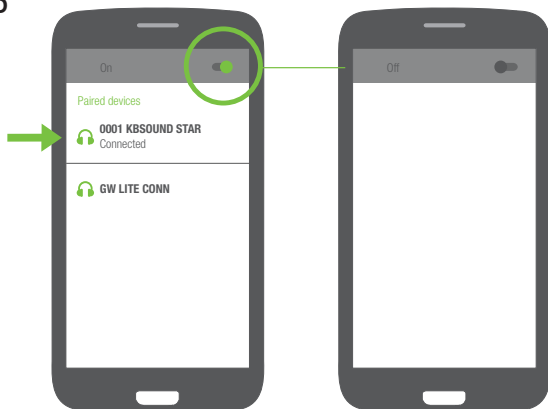 On
Off
Paired devices
0001 KBSOUND STAR
Connected
GW LITE CONN